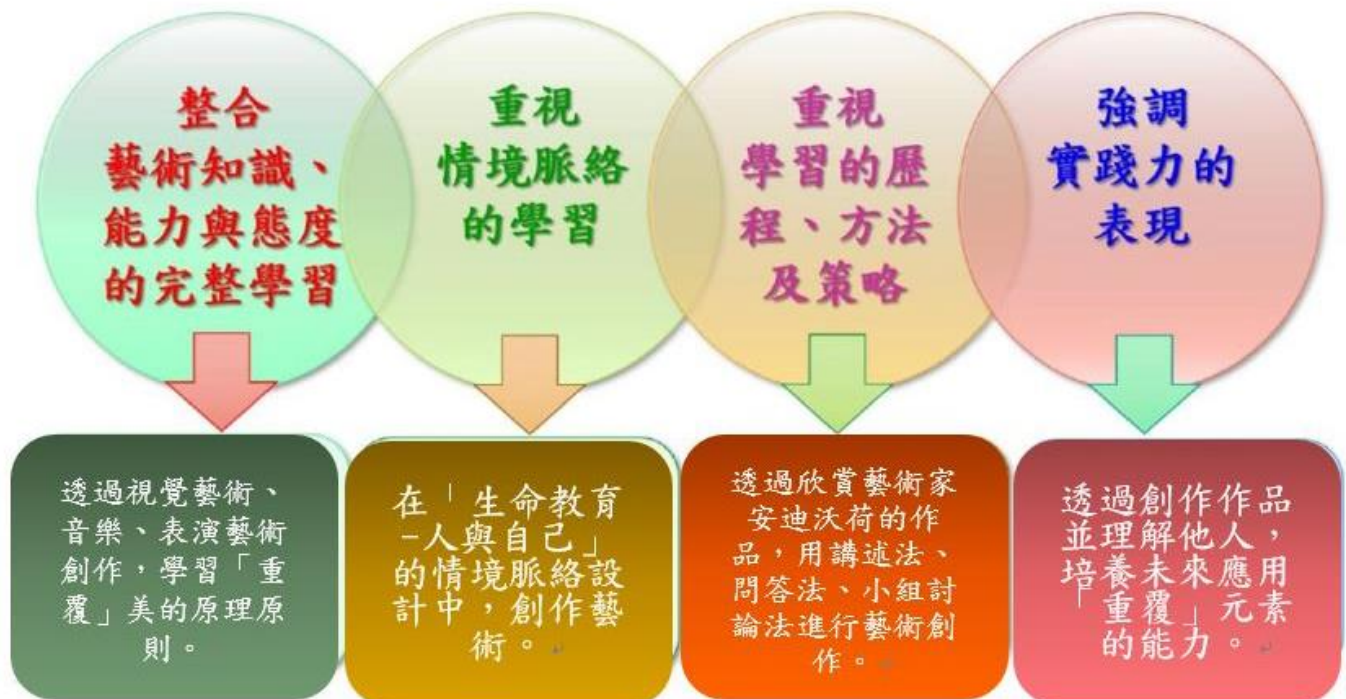 整合
藝術知識、
能力與態度
的完整學習
重視
情境脈絡
的學習
重視
學習的歷
程、方法
及策略
強調
實踐力的
表現
透過視覺藝術、
音樂、表演藝術
創作，學習「重
覆」美的原理原
則。
在「生命教育
-人與自己」
的情境脈絡設
計中，創作藝
術。
透過欣賞藝術家
安迪沃荷的作
品，用講述法、
問答法、小組討
論法進行藝術創
作。
透過創作作品
並理解他人，
培養未來應用
「重覆」元素
的能力。